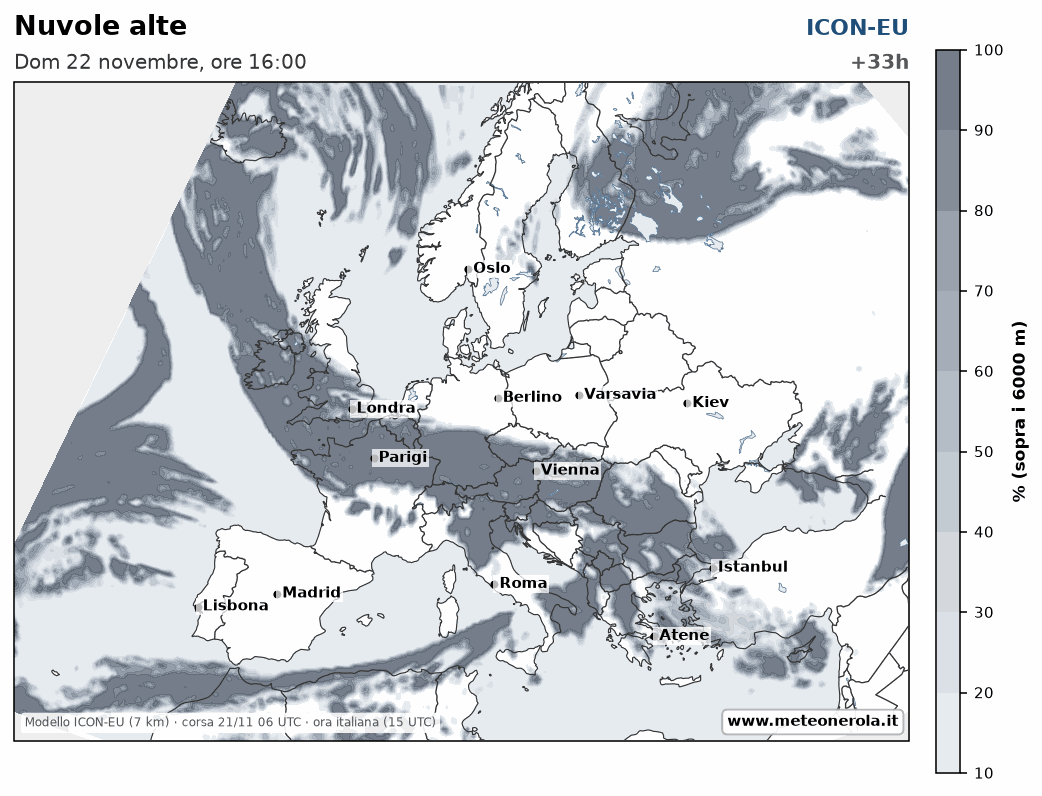 Nuvole alte
ICON-EU
Dom 22 novembre, ore 16:00
+33h
Oslo
Londra
Berlino
Varsavia
Kiev
Parigi
Vienna
Istanbul
Madrid
Roma
Lisbona
Atene
Modello ICON-EU (7 km) · corsa 21/11 06 UTC · ora italiana (15 UTC)
www.meteonerola.it
100
90
80
70
60
50
40
30
20
10
% (sopra i 6000 m)